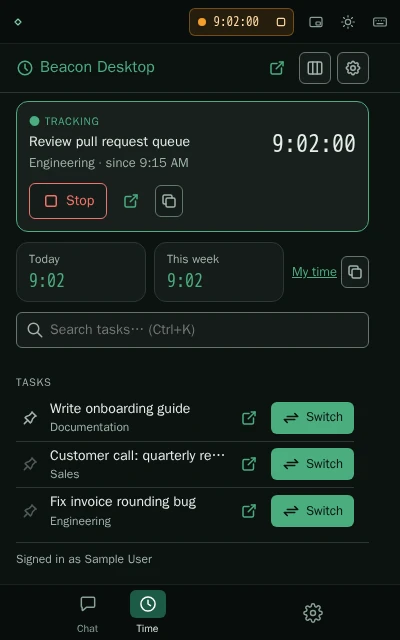 9:02:00
Beacon Desktop
TRACKING
Review pull request queue
9:02:00
Engineering · since 9:15 AM
Stop
Today
9:02
This week
9:02
My time
Search tasks… (Ctrl+K)
TASKS
Write onboarding guide
Documentation
Switch
Customer call: quarterly re…
Sales
Switch
Fix invoice rounding bug
Engineering
Switch
Signed in as Sample User
Chat
Time